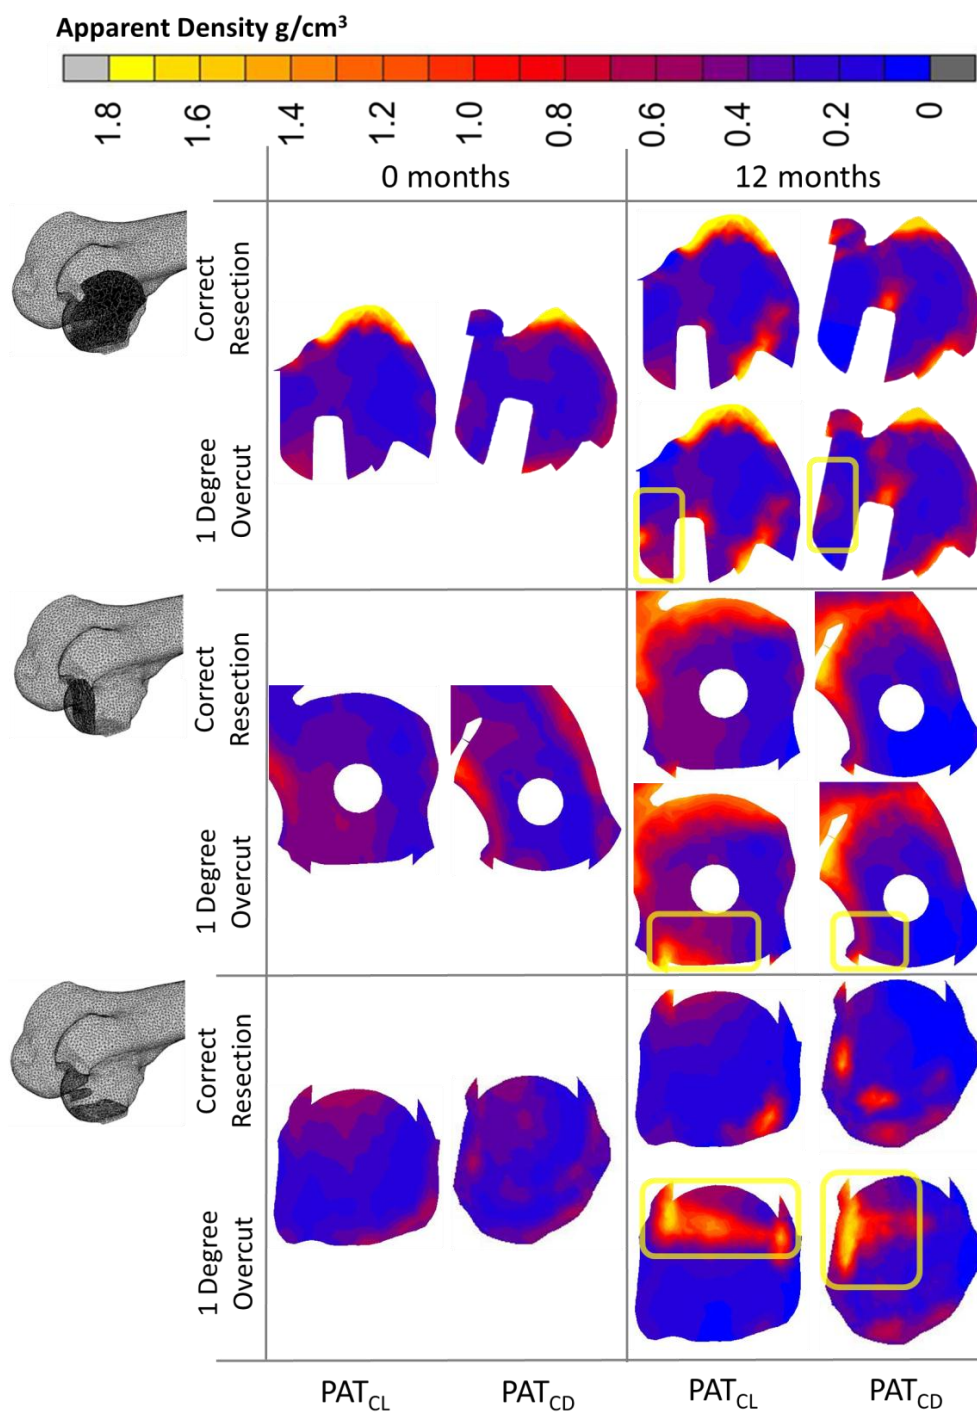 Apparent Density g/cm³
1.8
1.6
1.4
1.2
1.0
0.8
0.6
0.4
0.2
0
0 months
12 months
Correct
Resection
1 Degree
Overcut
Correct
Resection
1 Degree
Overcut
Correct
Resection
1 Degree
Overcut
PAT_CL
PAT_CD
PAT_CL
PAT_CD